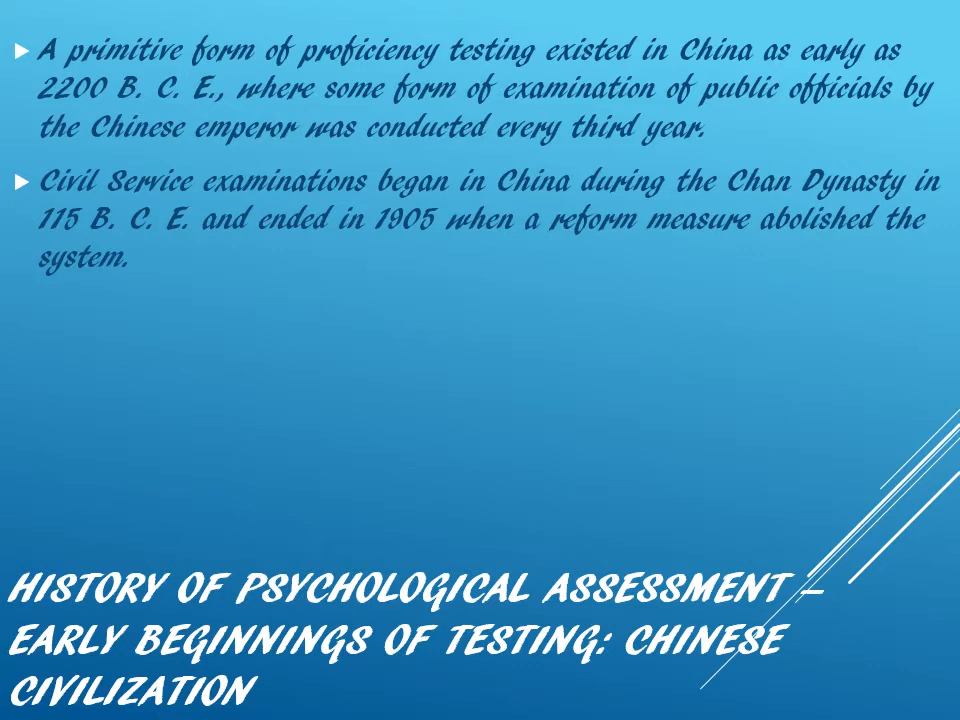 A primitive form of proficiency testing existed in China as early as
2200 B. C. E., where some form of examination of public officials by
the Chinese emperor was conducted every third year.
Civil Service examinations began in China during the Chan Dynasty in
115 B. C. E. and ended in 1905 when a reform measure abolished the
system.
HISTORY OF PSYCHOLOGICAL ASSESSMENT –
EARLY BEGINNINGS OF TESTING: CHINESE
CIVILIZATION